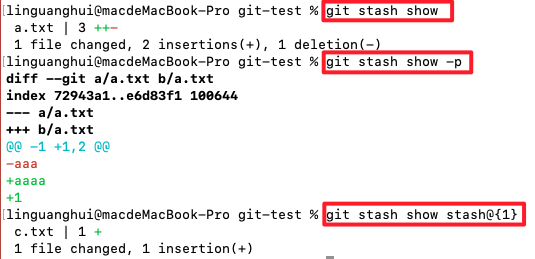 linguanghui@macdeMacBook-Pro git-test % git stash show
a.txt | 3 ++-
1 file changed, 2 insertions(+), 1 deletion(-)
linguanghui@macdeMacBook-Pro git-test % git stash show -p
diff --git a/a.txt b/a.txt
index 72943a1..e6d83f1 100644
--- a/a.txt
+++ b/a.txt
@@ -1 +1,2 @@
-aaa
+aaaa
+1
linguanghui@macdeMacBook-Pro git-test % git stash show stash@{1}
c.txt | 1 +
1 file changed, 1 insertion(+)